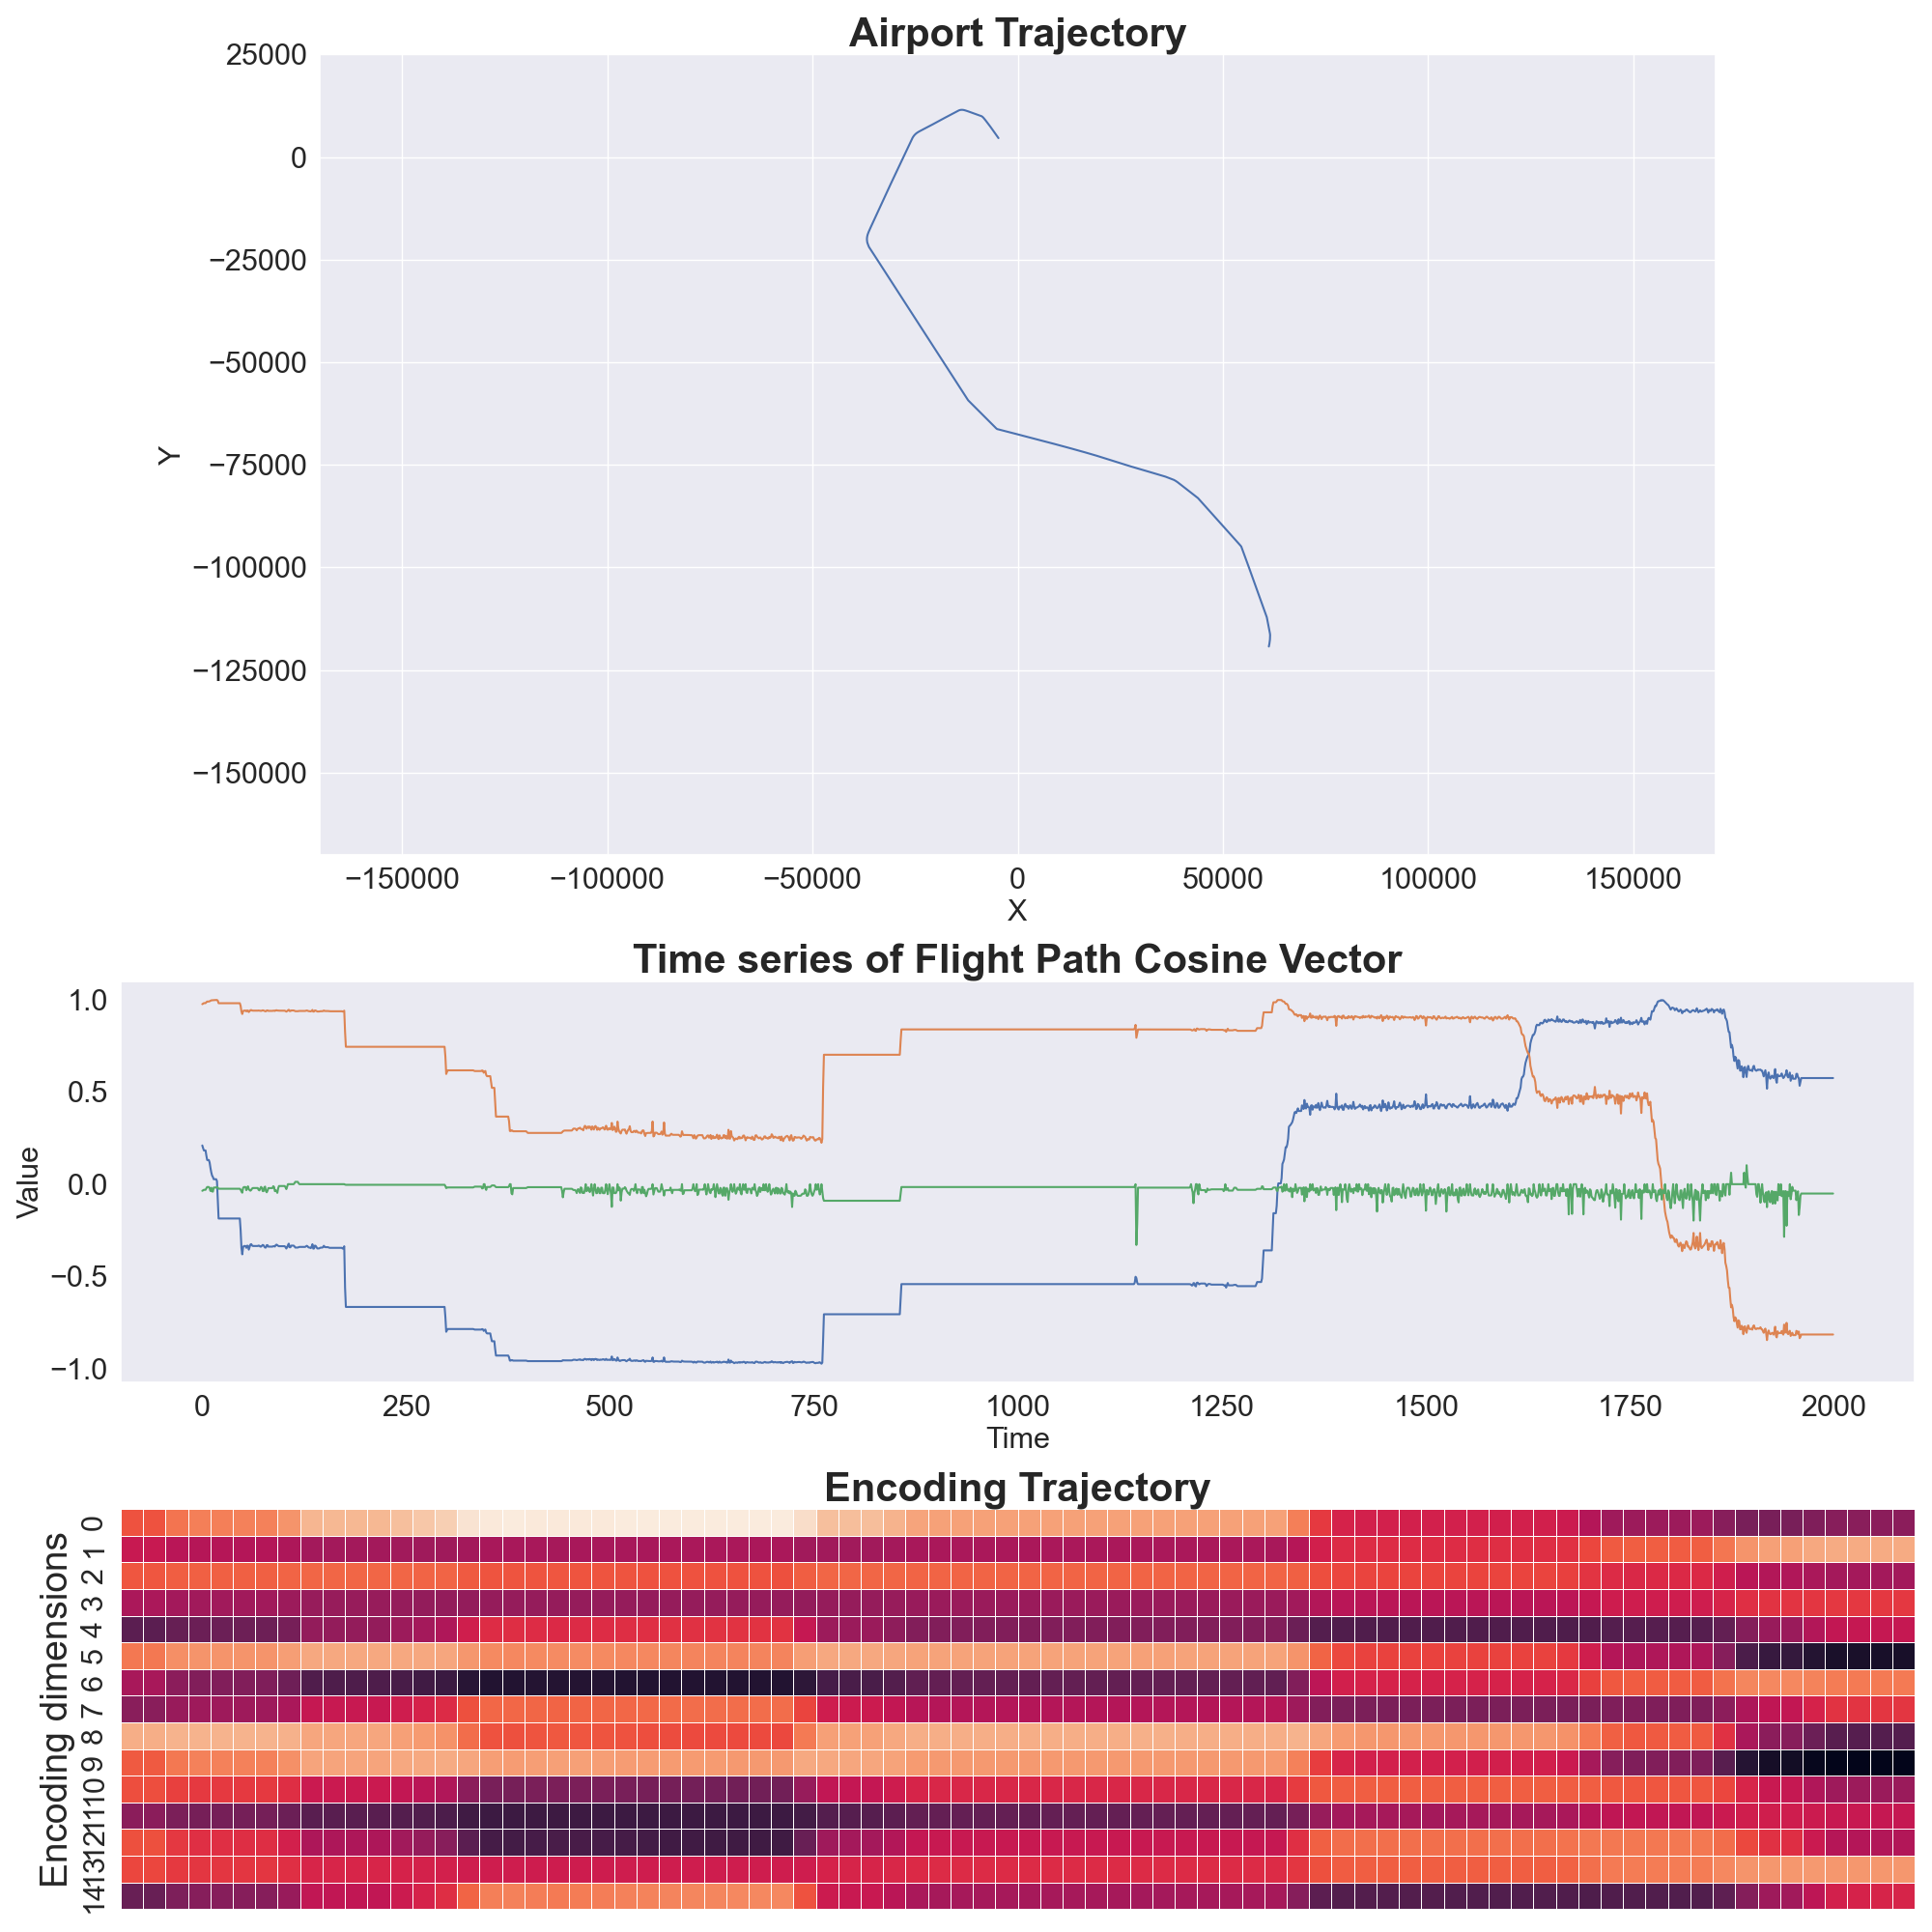 Airport Trajectory
25000
0
−25000
−50000
−75000
−100000
−125000
−150000
Y
−150000 −100000 −50000 0 50000 100000 150000
X
Time series of Flight Path Cosine Vector
1.0
0.5
0.0
−0.5
−1.0
Value
0 250 500 750 1000 1250 1500 1750 2000
Time
Encoding Trajectory
Encoding dimensions
0
1
2
3
4
5
6
7
8
9
10
11
12
13
14